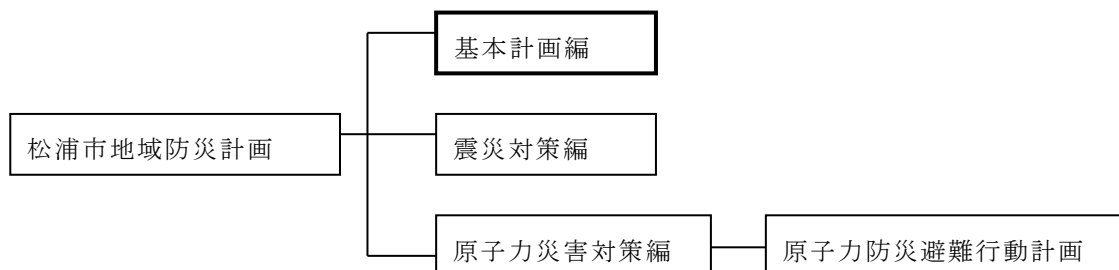 基本計画編
松浦市地域防災計画
震災対策編
原子力災害対策編
原子力防災避難行動計画